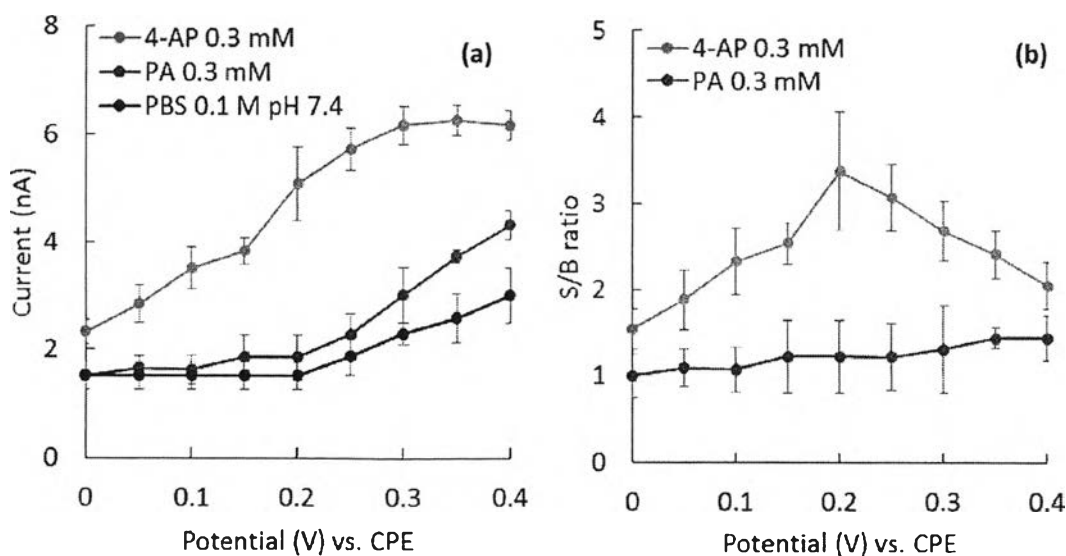 (a)
4-AP 0.3 mM
PA 0.3 mM
PBS 0.1 M pH 7.4
Current (nA)
8
6
4
2
0
0 0.1 0.2 0.3 0.4
Potential (V) vs. CPE
(b)
4-AP 0.3 mM
PA 0.3 mM
S/B ratio
5
4
3
2
1
0
0 0.1 0.2 0.3 0.4
Potential (V) vs. CPE